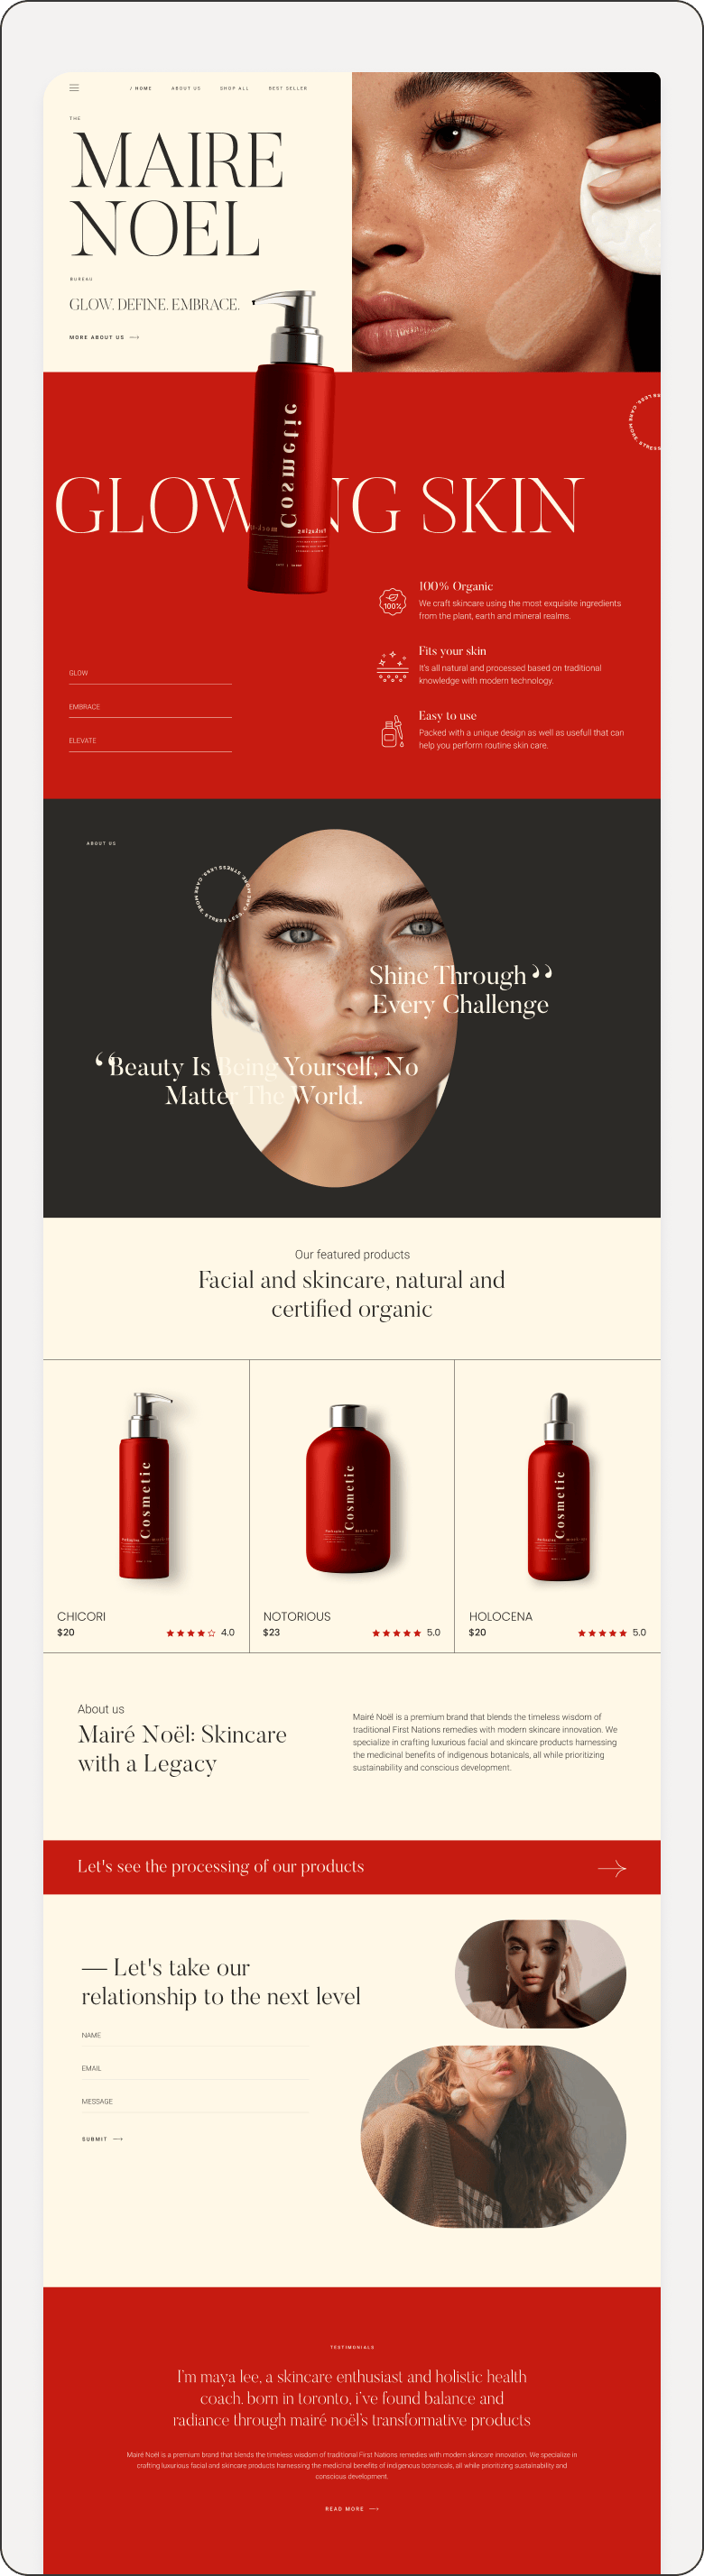 / HOME ABOUT US SHOP ALL BEST SELLER
THE
MAIRE
NOEL
BUREAU
GLOW. DEFINE. EMBRACE.
MORE ABOUT US
Cosmetic
GLOWING SKIN
100%
100% Organic
We craft skincare using the most exquisite ingredients
from the plant, earth and mineral realms.
Fits your skin
It's all natural and processed based on traditional
knowledge with modern technology.
Easy to use
Packed with a unique design as well as usefull that can
help you perform routine skin care.
GLOW
EMBRACE
ELEVATE
ABOUT US
CARE MORE. STRESS LESS.
Shine Through ”
Every Challenge
“Beauty Is Being Yourself, No
Matter The World.
Our featured products
Facial and skincare, natural and
certified organic
Cosmetic
Cosmetic
Cosmetic
CHICORI
$20 4.0
NOTORIOUS
$23 5.0
HOLOCENA
$20 5.0
About us
Mairé Noël: Skincare
with a Legacy
Mairé Noël is a premium brand that blends the timeless wisdom of
traditional First Nations remedies with modern skincare innovation. We
specialize in crafting luxurious facial and skincare products harnessing
the medicinal benefits of indigenous botanicals, all while prioritizing
sustainability and conscious development.
Let's see the processing of our products
— Let's take our
relationship to the next level
NAME
EMAIL
MESSAGE
SUBMIT
TESTIMONIALS
I'm maya lee, a skincare enthusiast and holistic health
coach. born in toronto, i've found balance and
radiance through mairé noël's transformative products
Mairé Noël is a premium brand that blends the timeless wisdom of traditional First Nations remedies with modern skincare innovation. We specialize in
crafting luxurious facial and skincare products harnessing the medicinal benefits of indigenous botanicals, all while prioritizing sustainability and
conscious development.
READ MORE